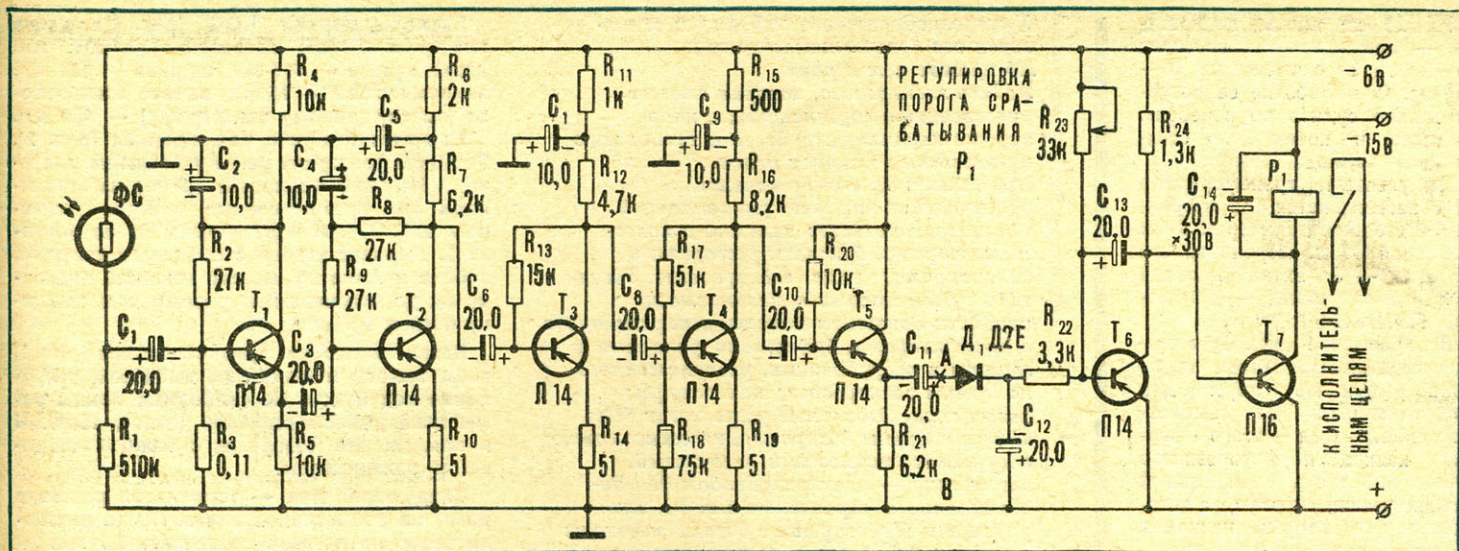 R4
10к
R6
2к
R11
1к
R15
500
РЕГУЛИРОВКА
ПОРОГА СРА-
БАТЫВАНИЯ
Р1
R23
33к
R24
1,3к
– 6в
–15в
C2
10,0
C4
10,0
C5
20,0
C1
10,0
C9
10,0
R7
6,2к
R12
4,7к
R16
8,2к
C13
20,0
C14
20,0
×30В
Р1
ФС
R2
27к
R8
27к
R9
27к
R13
15к
R17
51к
R20
10к
C1
20,0
T1
П14
C3
20,0
T2
П14
C6
20,0
T3
П14
C8
20,0
T4
П14
C10
20,0
T5
П14
C11
20,0
А
Д1 Д2Е
R22
3,3к
T6
П14
T7
П16
К ИСПОЛНИТЕЛЬ-
НЫМ ЦЕПЯМ
R1
510к
R3
0,11
R5
10к
R10
51
R14
51
R18
75к
R19
51
R21
6,2к
В
C12
20,0
+